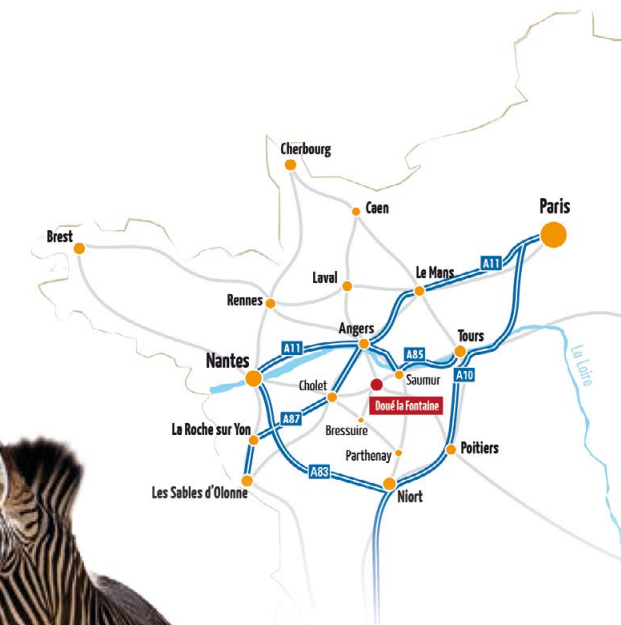 Cherbourg
Caen
Paris
Brest
A11
Laval
Le Mans
Rennes
Angers
Tours
A11
Nantes
A85
La Loire
A10
Saumur
Cholet
Doué la Fontaine
A87
Bressuire
La Roche sur Yon
Parthenay
Poitiers
A83
Les Sables d'Olonne
Niort